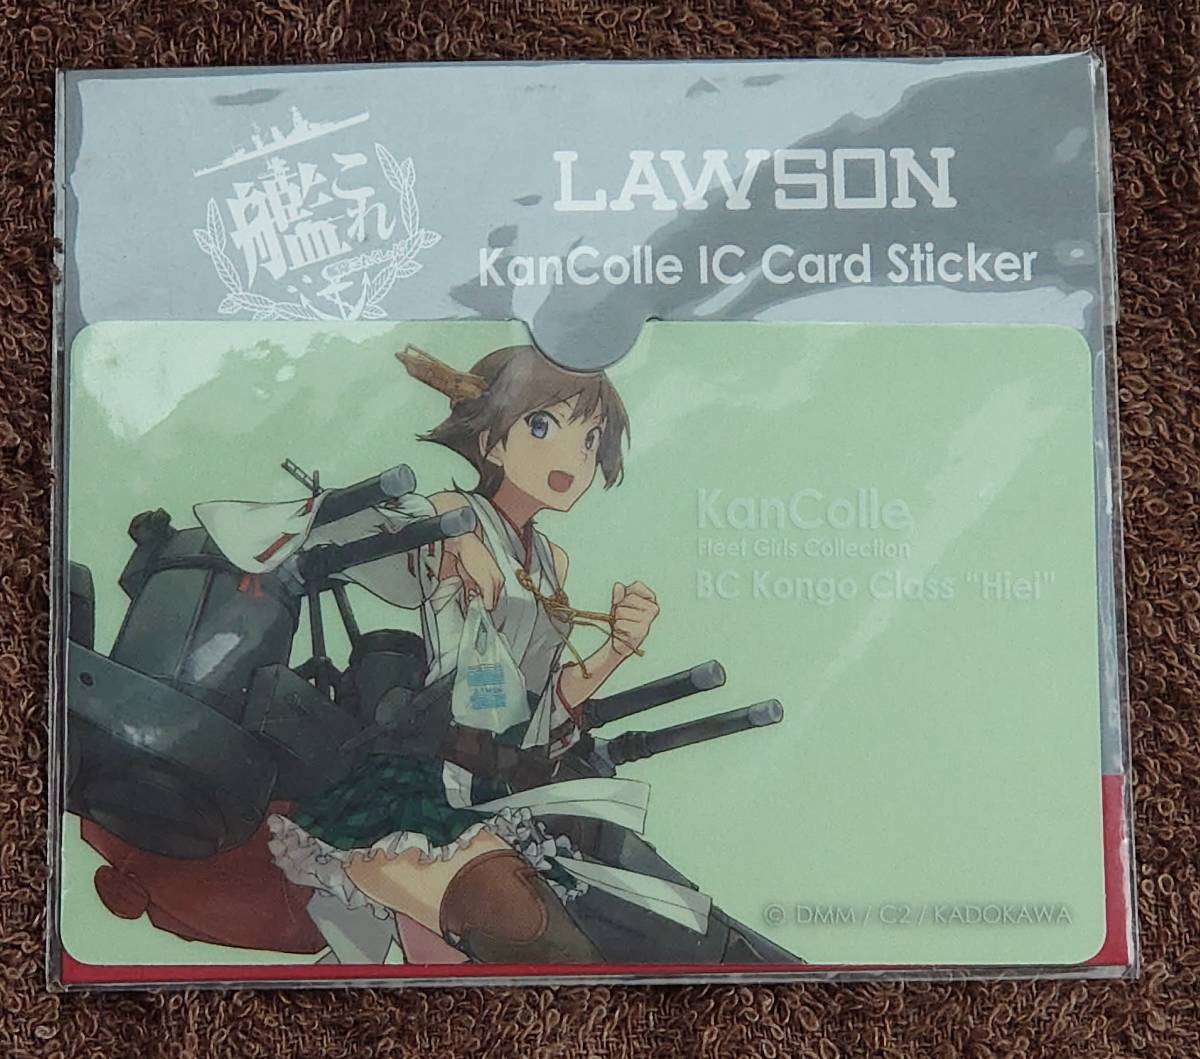 艦これ
LAWSON
KanColle IC Card Sticker
KanColle
Fleet Girls Collection
BC Kongo Class "Hiei"
© DMM / C2 / KADOKAWA